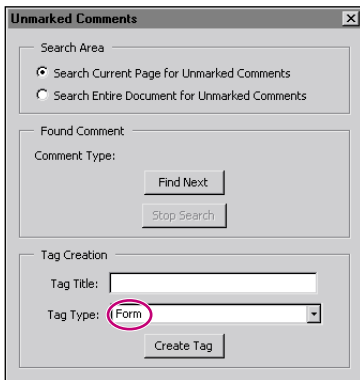 Unmarked Comments
Search Area
Search Current Page for Unmarked Comments
Search Entire Document for Unmarked Comments
Found Comment
Comment Type:
Find Next
Stop Search
Tag Creation
Tag Title:
Tag Type: Form
Create Tag